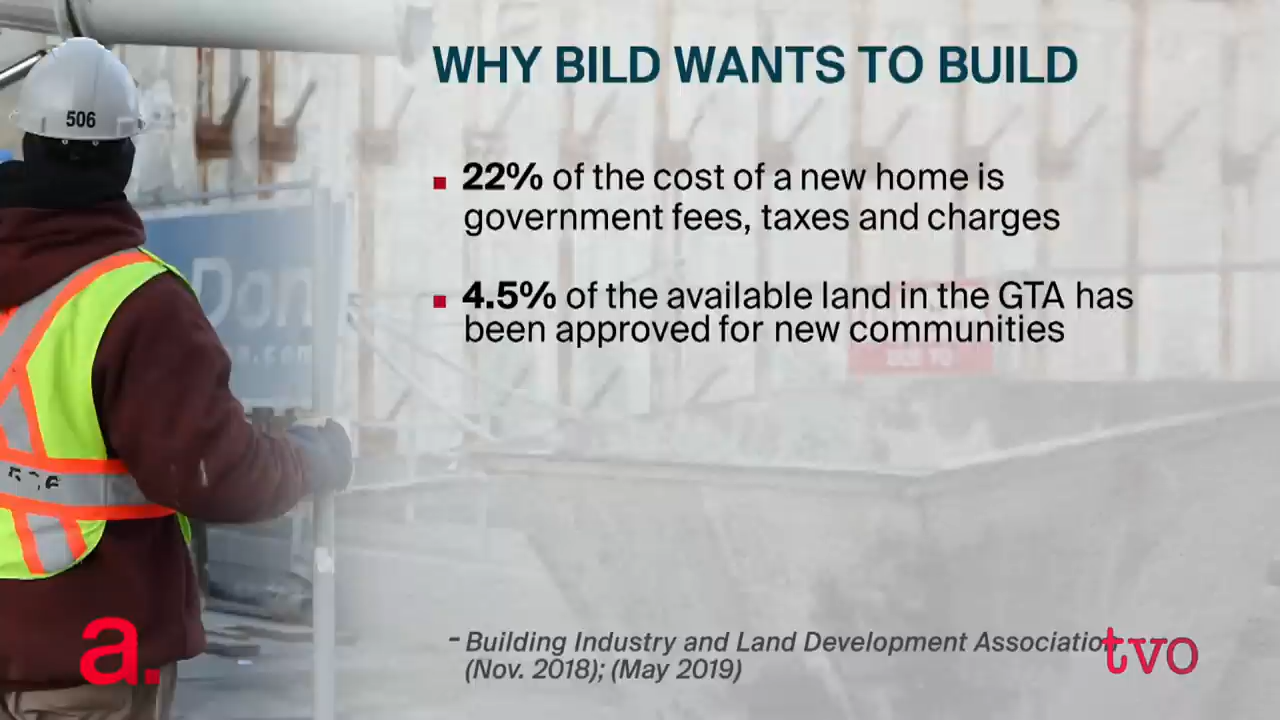 WHY BILD WANTS TO BUILD
506
▪ 22% of the cost of a new home is
government fees, taxes and charges
Don
▪ 4.5% of the available land in the GTA has
been approved for new communities
- Building Industry and Land Development Association
(Nov. 2018); (May 2019)
a.
tvo